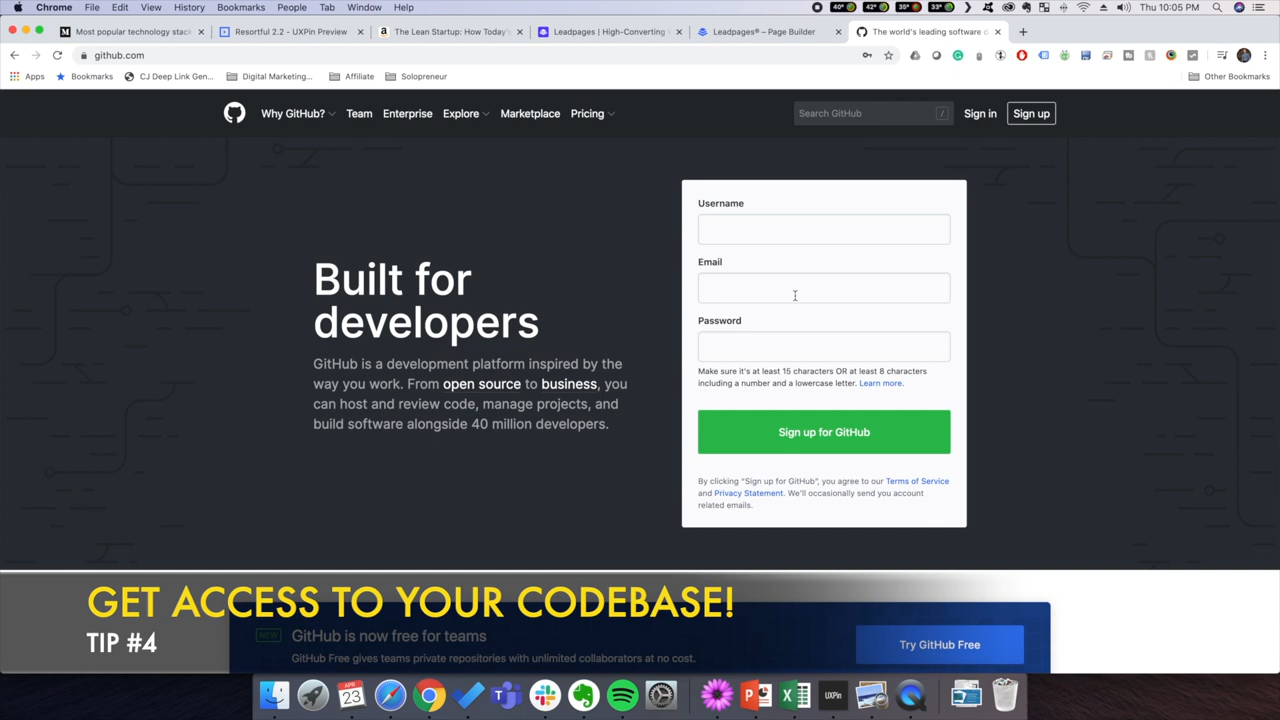 Chrome File Edit View History Bookmarks People Tab Window Help
40° 42° 35° 33° Thu 10:05 PM
Most popular technology stack
Resortful 2.2 - UXPin Preview
The Lean Startup: How Today's
Leadpages | High-Converting
Leadpages® – Page Builder
The world's leading software d
github.com
Apps Bookmarks CJ Deep Link Gen... Digital Marketing... Affiliate Solopreneur Other Bookmarks
Why GitHub? Team Enterprise Explore Marketplace Pricing Search GitHub / Sign in Sign up
Built for
developers
GitHub is a development platform inspired by the
way you work. From open source to business, you
can host and review code, manage projects, and
build software alongside 40 million developers.
Username
Email
Password
Make sure it's at least 15 characters OR at least 8 characters
including a number and a lowercase letter. Learn more.
Sign up for GitHub
By clicking “Sign up for GitHub”, you agree to our Terms of Service
and Privacy Statement. We'll occasionally send you account
related emails.
GET ACCESS TO YOUR CODEBASE!
TIP #4
NEW GitHub is now free for teams
GitHub Free gives teams private repositories with unlimited collaborators at no cost.
Try GitHub Free
APR
23
UXPin